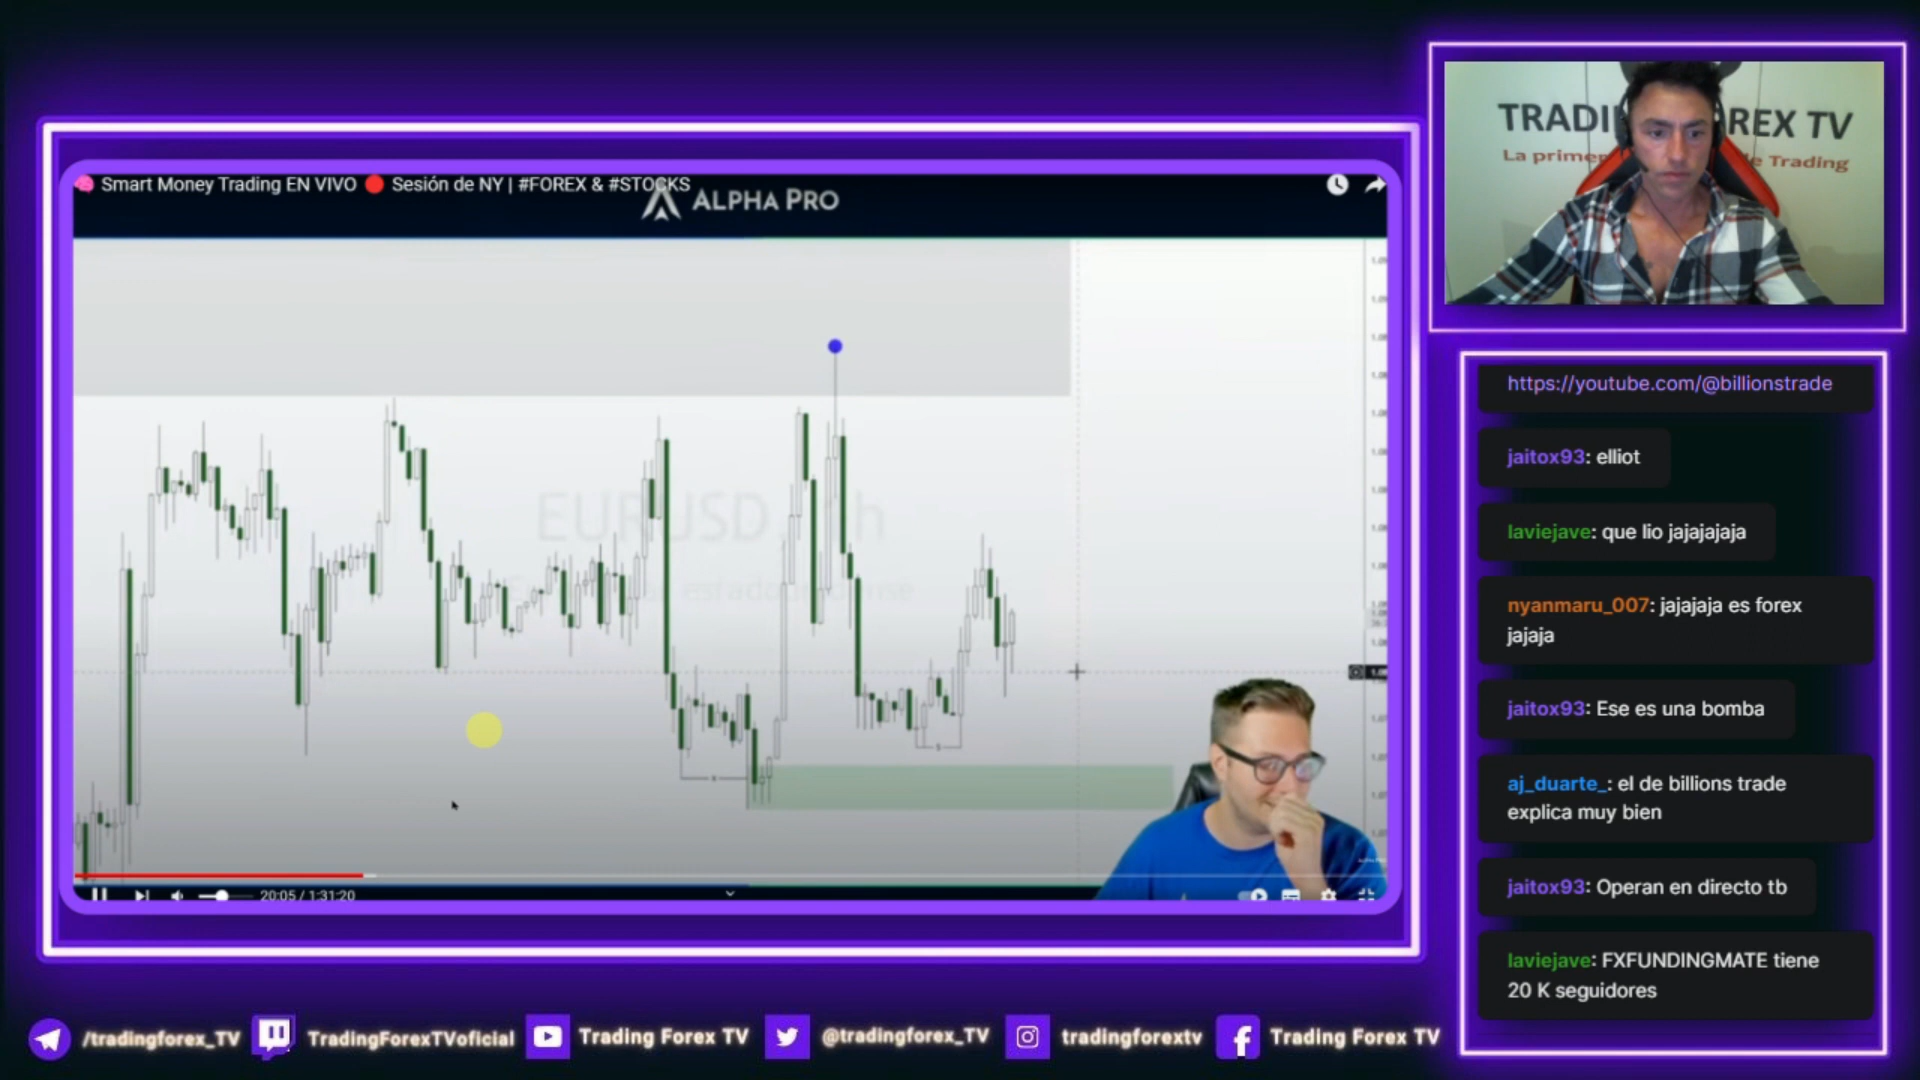 Smart Money Trading EN VIVO 🔴 Sesión de NY | #FOREX & #STOCKS
ALPHA PRO
EURUSD
20:05 / 1:31:20
TRADI REX TV
La prime e Trading
https://youtube.com/@billionstrade
jaitox93: elliot
laviejave: que lio jajajajaja
nyanmaru_007: jajajaja es forex
jajaja
jaitox93: Ese es una bomba
aj_duarte_: el de billions trade
explica muy bien
jaitox93: Operan en directo tb
laviejave: FXFUNDINGMATE tiene
20 K seguidores
/tradingforex_TV TradingForexTVoficial Trading Forex TV @tradingforex_TV tradingforextv Trading Forex TV